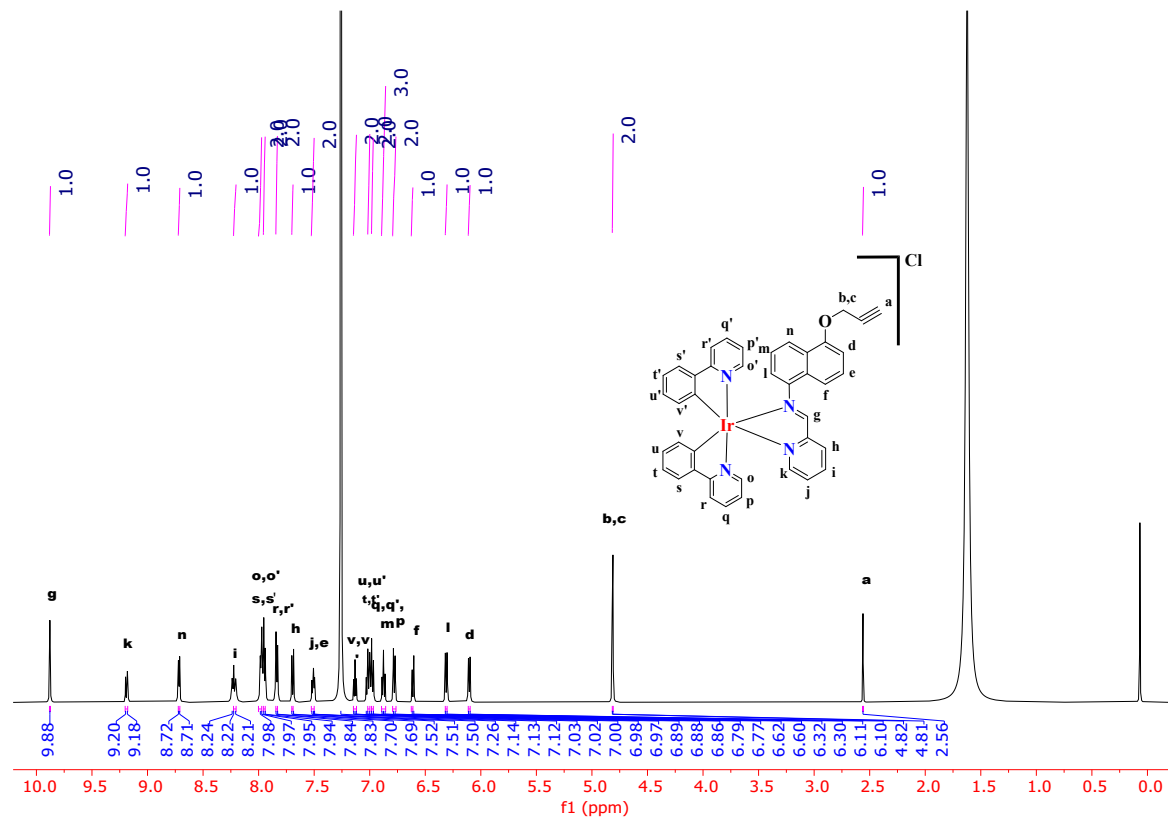 1.0
1.0
1.0
1.0
2.0
2.0
2.0
1.0
2.0
2.0
2.0
2.0
3.0
2.0
1.0
1.0
1.0
2.0
1.0
Cl
b,c
a
O
n
d
m
e
l
f
N
g
h
i
j
k
N
Ir
N
q'
r'
p'
s'
o'
t'
N
u'
v'
v
u
t
s
N
o
p
r
q
g
k
n
i
o,o'
s,s'
r,r'
h
j,e
v,v
'
u,u'
t,t'
q,q',
m
p
f
l
d
b,c
a
9.88
9.20
9.18
8.72
8.71
8.24
8.22
8.21
7.98
7.97
7.95
7.94
7.84
7.83
7.70
7.69
7.52
7.51
7.50
7.26
7.14
7.13
7.12
7.03
7.02
7.00
6.98
6.97
6.89
6.88
6.86
6.79
6.77
6.62
6.60
6.32
6.30
6.11
6.10
4.82
4.81
2.56
10.0 9.5 9.0 8.5 8.0 7.5 7.0 6.5 6.0 5.5 5.0 4.5 4.0 3.5 3.0 2.5 2.0 1.5 1.0 0.5 0.0
f1 (ppm)